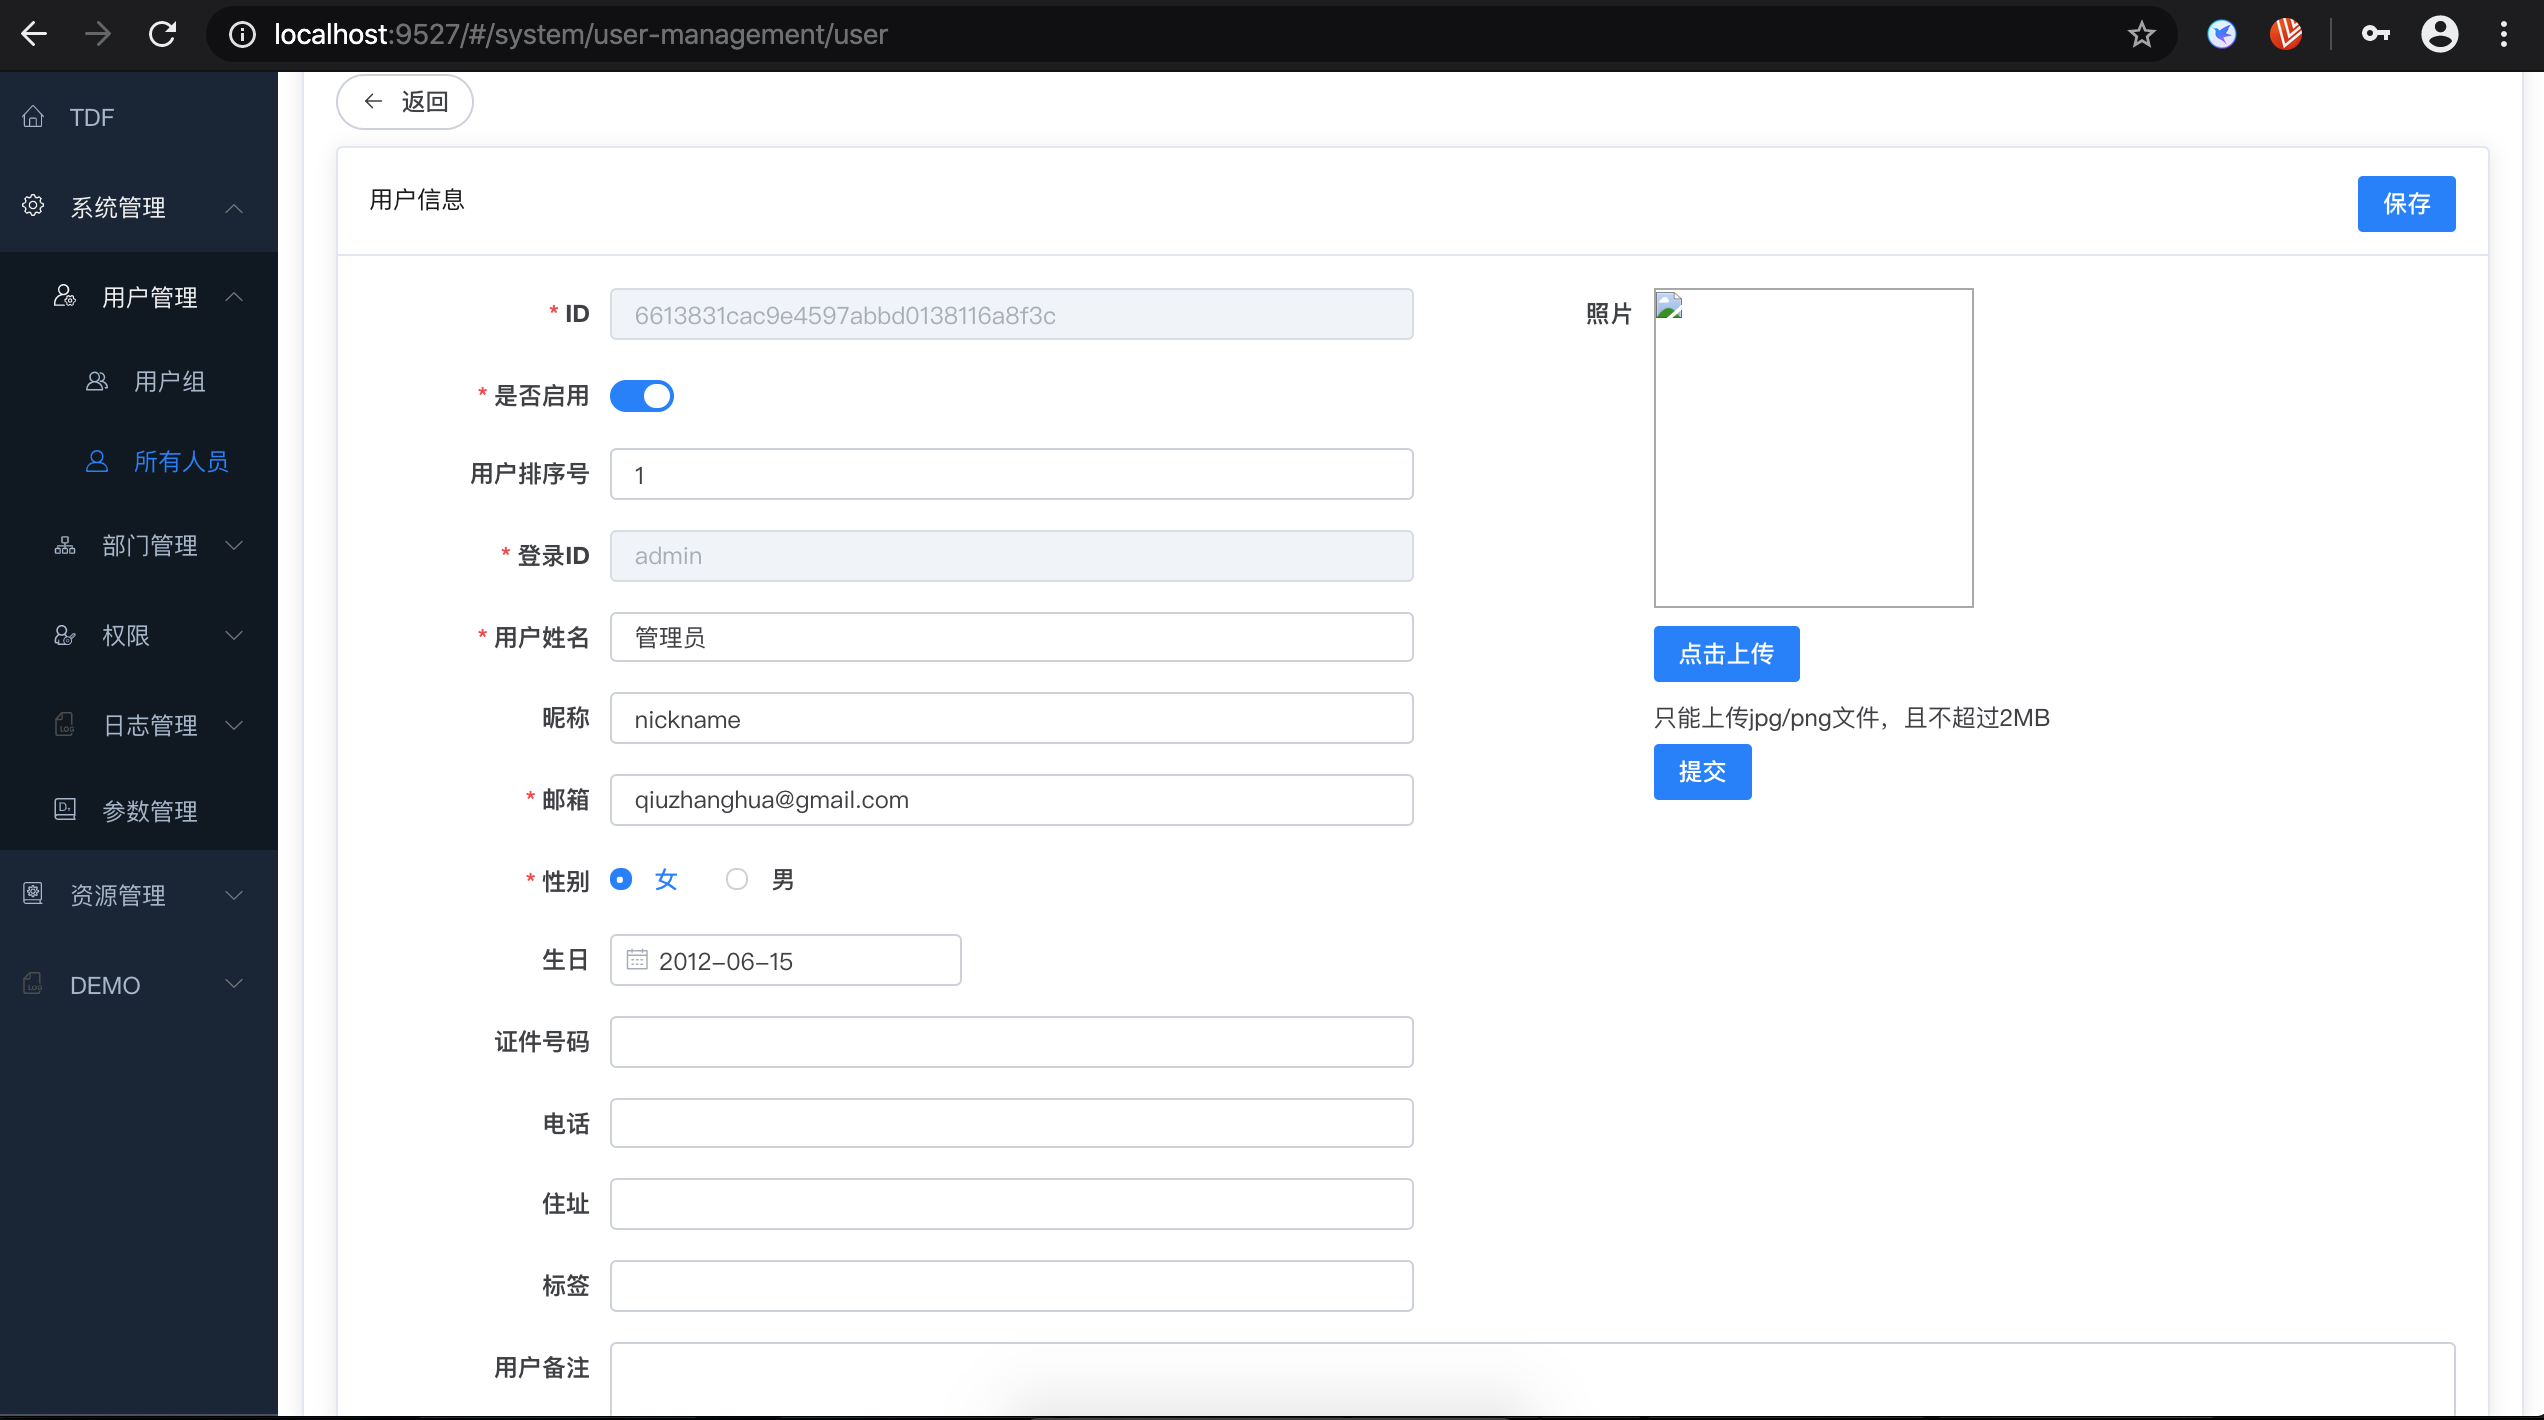 localhost:9527/#/system/user-management/user
TDF
系统管理
用户管理
用户组
所有人员
部门管理
权限
日志管理
参数管理
资源管理
DEMO
返回
用户信息
保存
* ID 6613831cac9e4597abbd0138116a8f3c
* 是否启用
用户排序号 1
* 登录ID admin
* 用户姓名 管理员
昵称 nickname
* 邮箱 qiuzhanghua@gmail.com
* 性别 女 男
生日 2012-06-15
证件号码
电话
住址
标签
用户备注
照片
点击上传
只能上传jpg/png文件，且不超过2MB
提交